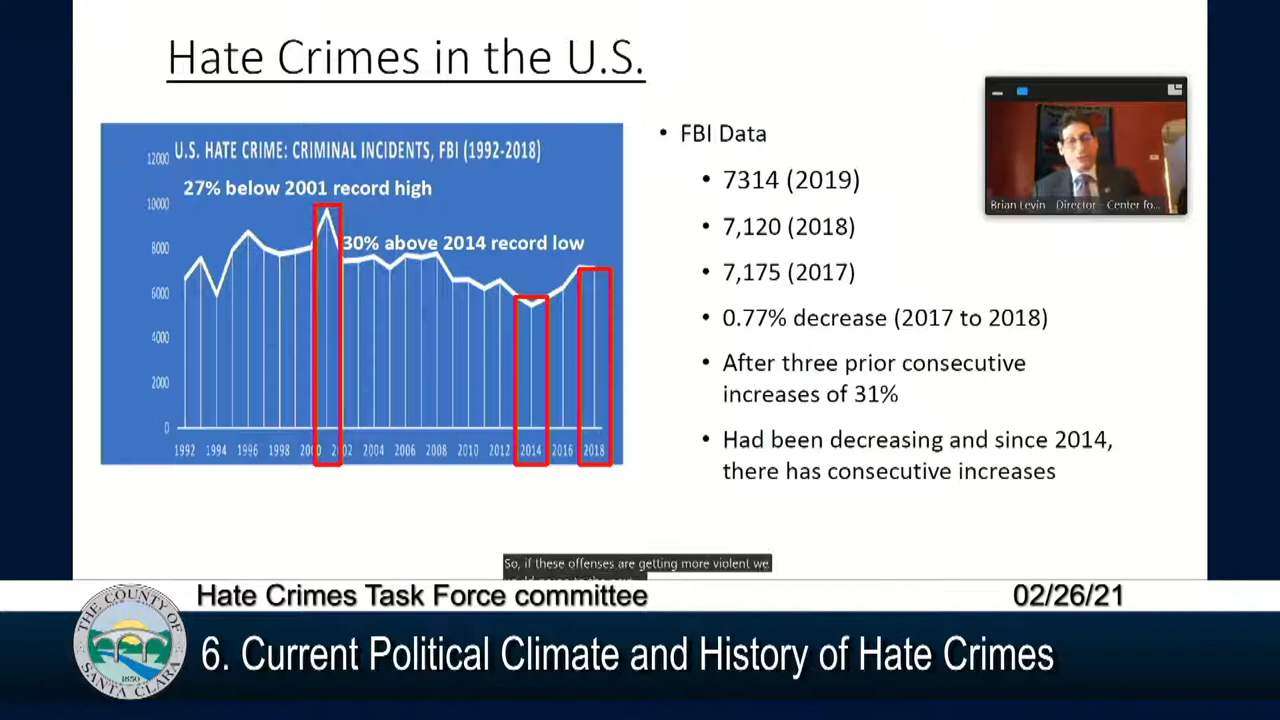 Hate Crimes in the U.S.
U.S. HATE CRIME: CRIMINAL INCIDENTS, FBI (1992-2018)
27% below 2001 record high
30% above 2014 record low
12000
10000
8000
6000
4000
2000
0
1992 1994 1996 1998 2000 2002 2004 2006 2008 2010 2012 2014 2016 2018
• FBI Data
• 7314 (2019)
• 7,120 (2018)
• 7,175 (2017)
• 0.77% decrease (2017 to 2018)
• After three prior consecutive
increases of 31%
• Had been decreasing and since 2014,
there has consecutive increases
Brian Levin Director Center fo...
So, if these offenses are getting more violent we
Hate Crimes Task Force committee
02/26/21
THE COUNTY OF
SANTA CLARA
1850
6. Current Political Climate and History of Hate Crimes